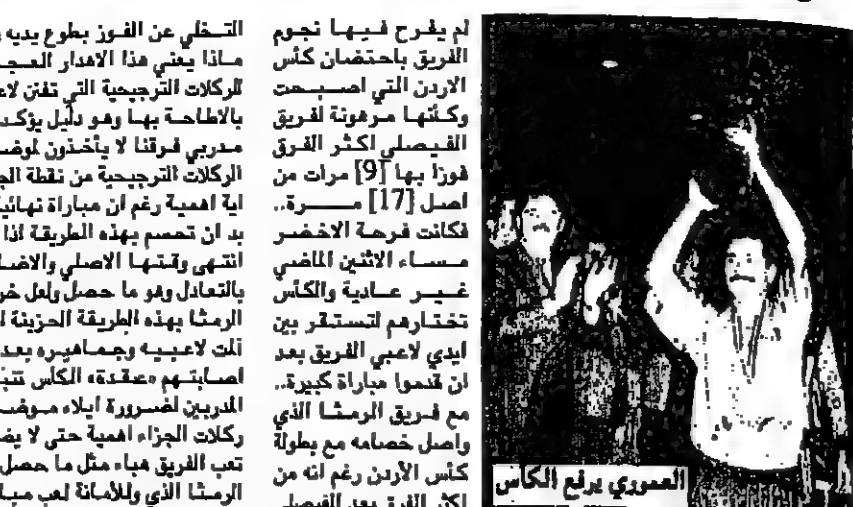 لم يفرح فيها نجوم
الفريق باحتضان كأس
الاردن التي اصبحت
وكأنها مرهونة لفريق
الفيصلي اكثر الفرق
فوزا بها [9] مرات من
اصل [17] مرة..
فكانت فرحة الاخضر
مساء الاثنين الماضي
غير عادية والكأس
تختارهم لتستقر بين
ايدي لاعبي الفريق بعد
ان قدموا مباراة كبيرة..
مع فريق الرمثا الذي
واصل خصامه مع بطولة
كأس الأردن رغم انه من
اكثر الفرق بعد الفيصلي
التخلي عن الفوز بطوع يديه
ماذا يعني هذا الاهدار
للركلات الترجيحية التي تفنن
بالاطاحة بها وهو دليل يؤكد
مدربي فرقنا لا يأخذون
الركلات الترجيحية من نقطة
اية اهمية رغم ان مباراة نهائية
بد ان تحسم بهذه الطريقة اذا
انتهى وقتها الاصلي
بالتعادل وهو ما حصل ولعل
الرمثا بهذه الطريقة الحزينة
لاعبيه وجماهيره بعد
اصابتهم «عقدة» الكأس
المدربين لضرورة ايلاء
ركلات الجزاء اهمية حتى لا
تعب الفريق هباء مثل ما حصل
الرمثا الذي وللأمانة لعب
العموري يرفع الكأس